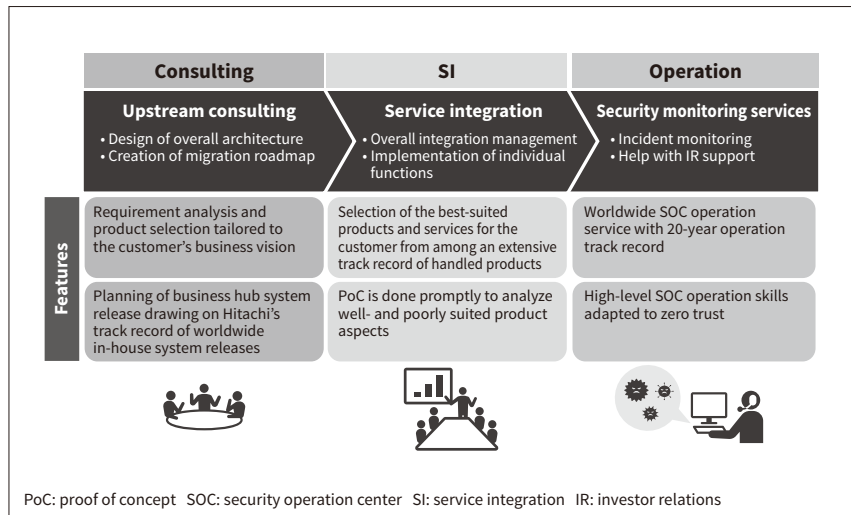 Consulting
SI
Operation
Upstream consulting
• Design of overall architecture
• Creation of migration roadmap
Service integration
• Overall integration management
• Implementation of individual
functions
Security monitoring services
• Incident monitoring
• Help with IR support
Features
Requirement analysis and
product selection tailored to
the customer's business vision
Selection of the best-suited
products and services for the
customer from among an extensive
track record of handled products
Worldwide SOC operation
service with 20-year operation
track record
Planning of business hub system
release drawing on Hitachi's
track record of worldwide
in-house system releases
PoC is done promptly to analyze
well- and poorly suited product
aspects
High-level SOC operation skills
adapted to zero trust
PoC: proof of concept SOC: security operation center SI: service integration IR: investor relations